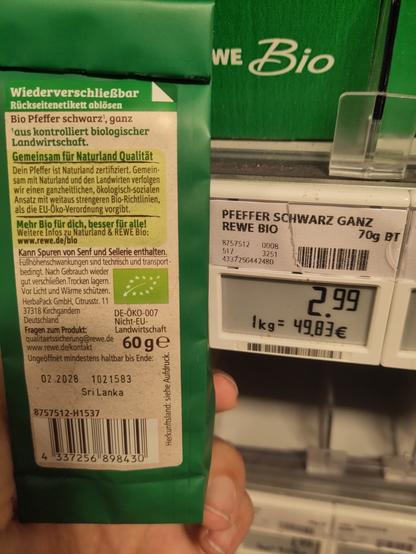 WE Bio
Wiederverschließbar
Rückseitenetikett ablösen
Bio Pfeffer schwarz¹, ganz
¹aus kontrolliert biologischer
Landwirtschaft.
Gemeinsam für Naturland Qualität
Dein Pfeffer ist Naturland zertifiziert. Gemein-
sam mit Naturland und den Landwirten verfolgen
wir einen ganzheitlichen, ökologisch-sozialen
Ansatz mit weitaus strengeren Bio-Richtlinien,
als die EU-Öko-Verordnung vorgibt.
Mehr Bio für dich, besser für alle!
Weitere Infos zu Naturland & REWE Bio:
www.rewe.de/bio
Kann Spuren von Senf und Sellerie enthalten.
Füllhöhenschwankungen sind technisch und transport-
bedingt. Nach Gebrauch wieder
gut verschließen. Trocken lagern.
Vor Licht und Wärme schützen.
HerbaPack GmbH, Citrusstr. 11
37318 Kirchgandern
Deutschland
Fragen zum Produkt:
qualitaetssicherung@rewe.de
www.rewe.de/kontakt
DE-ÖKO-007
Nicht-EU-
Landwirtschaft
60 g e
Ungeöffnet mindestens haltbar bis Ende:
02.2028 1021583
Sri Lanka
Herkunftsland: siehe Aufdruck.
8757512-H1537
4 337256 898430
PFEFFER SCHWARZ GANZ
REWE BIO
70g BT
8757512 0008
517 3251
4337256442480
2.99
1kg = 49,83€